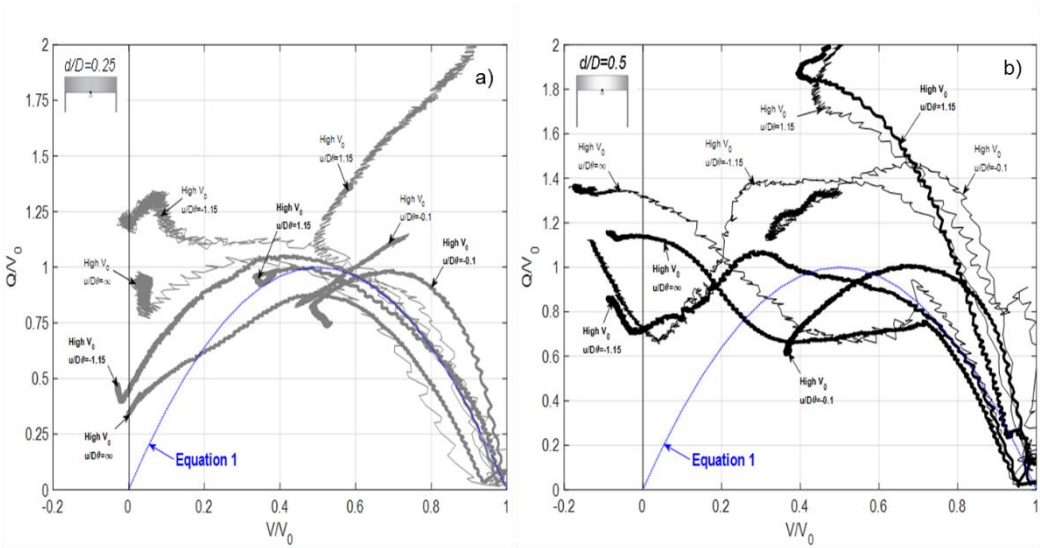 a)
d/D=0.25
2
1.75
1.5
1.25
1
0.75
0.5
0.25
0
Q/V₀
-0.2
0
0.2
0.4
0.6
0.8
1
V/V₀
High V₀
u/Dθ=1.15
High V₀
u/Dθ=-1.15
High V₀
u/Dθ=1.15
High V₀
u/Dθ=-0.1
High V₀
u/Dθ=-0.1
High V₀
u/Dθ=∞
High V₀
u/Dθ=-1.15
High V₀
u/Dθ=∞
Equation 1
b)
d/D=0.5
2
1.8
1.6
1.4
1.2
1
0.8
0.6
0.4
0.2
0
Q/V₀
-0.2
0
0.2
0.4
0.6
0.8
1
V/V₀
High V₀
u/Dθ=1.15
High V₀
u/Dθ=1.15
High V₀
u/Dθ=∞
High V₀
u/Dθ=-1.15
High V₀
u/Dθ=-0.1
High V₀
u/Dθ=∞
High V₀
u/Dθ=-1.15
High V₀
u/Dθ=-0.1
Equation 1